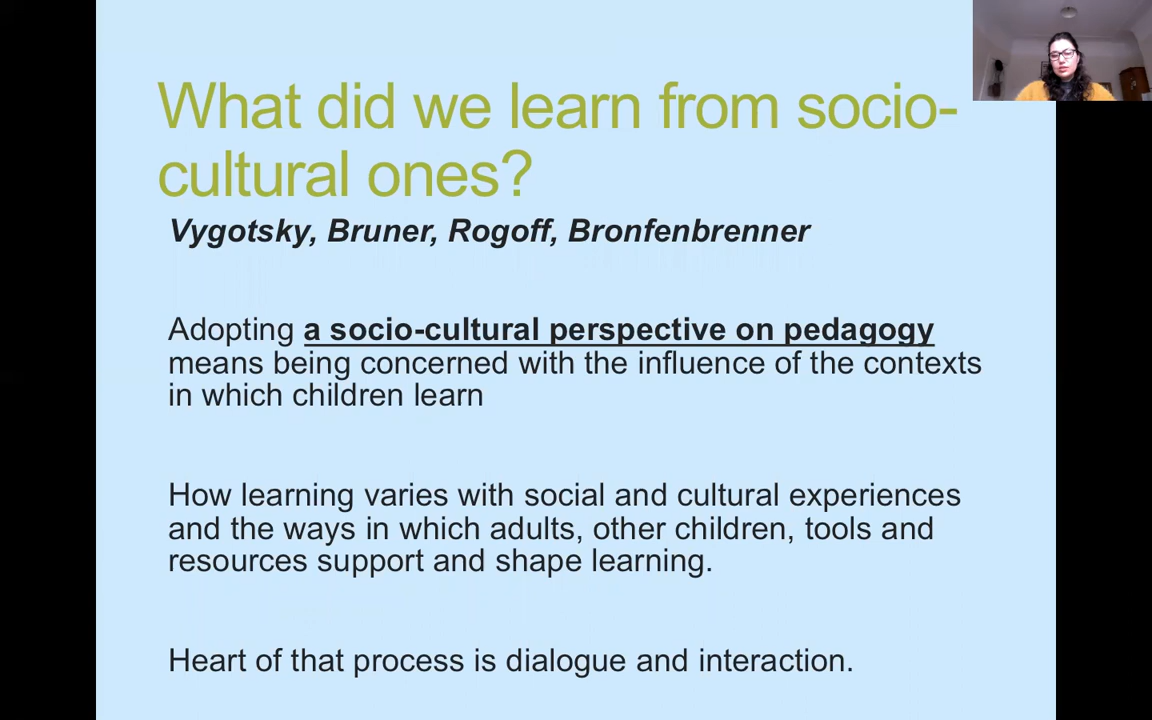 What did we learn from socio-
cultural ones?
Vygotsky, Bruner, Rogoff, Bronfenbrenner
Adopting a socio-cultural perspective on pedagogy
means being concerned with the influence of the contexts
in which children learn
How learning varies with social and cultural experiences
and the ways in which adults, other children, tools and
resources support and shape learning.
Heart of that process is dialogue and interaction.